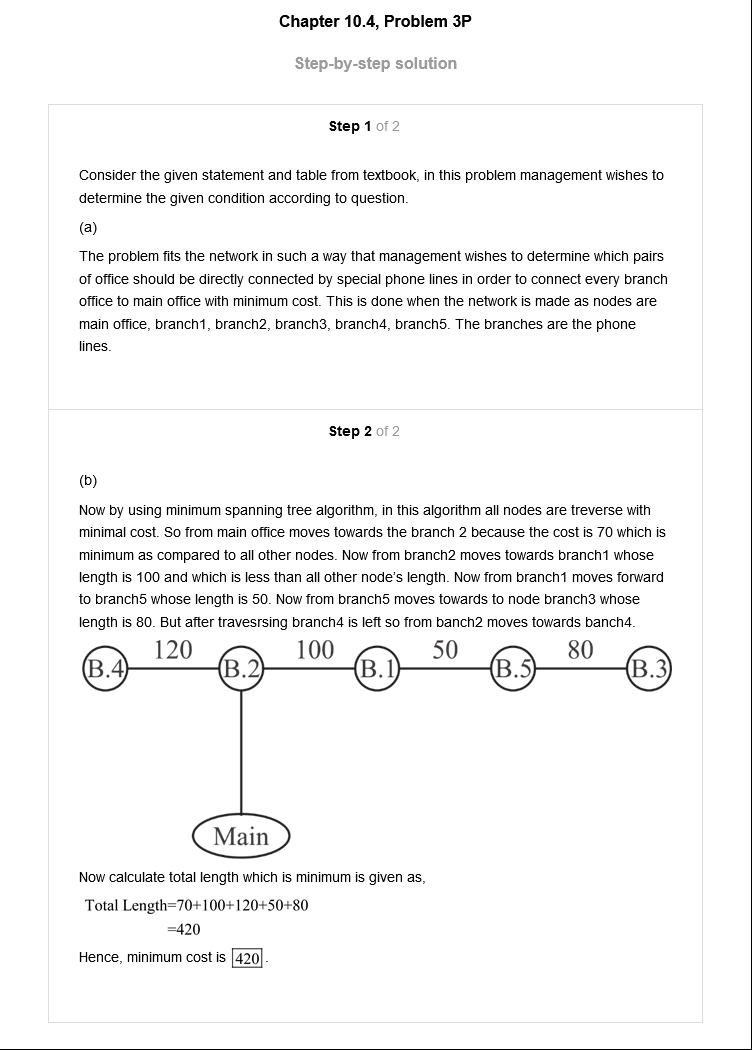 Chapter 10.4, Problem 3P
Step-by-step solution
Step 1 of 2
Consider the given statement and table from textbook, in this problem management wishes to
determine the given condition according to question.
(a)
The problem fits the network in such a way that management wishes to determine which pairs
of office should be directly connected by special phone lines in order to connect every branch
office to main office with minimum cost. This is done when the network is made as nodes are
main office, branch1, branch2, branch3, branch4, branch5. The branches are the phone
lines.
Step 2 of 2
(b)
Now by using minimum spanning tree algorithm, in this algorithm all nodes are treverse with
minimal cost. So from main office moves towards the branch 2 because the cost is 70 which is
minimum as compared to all other nodes. Now from branch2 moves towards branch1 whose
length is 100 and which is less than all other node's length. Now from branch1 moves forward
to branch5 whose length is 50. Now from branch5 moves towards to node branch3 whose
length is 80. But after travesrsing branch4 is left so from banch2 moves towards banch4.
120 100 50 80
B.4 B.2 B.1 B.5 B.3
Main
Now calculate total length which is minimum is given as,
Total Length=70+100+120+50+80
=420
Hence, minimum cost is 420.